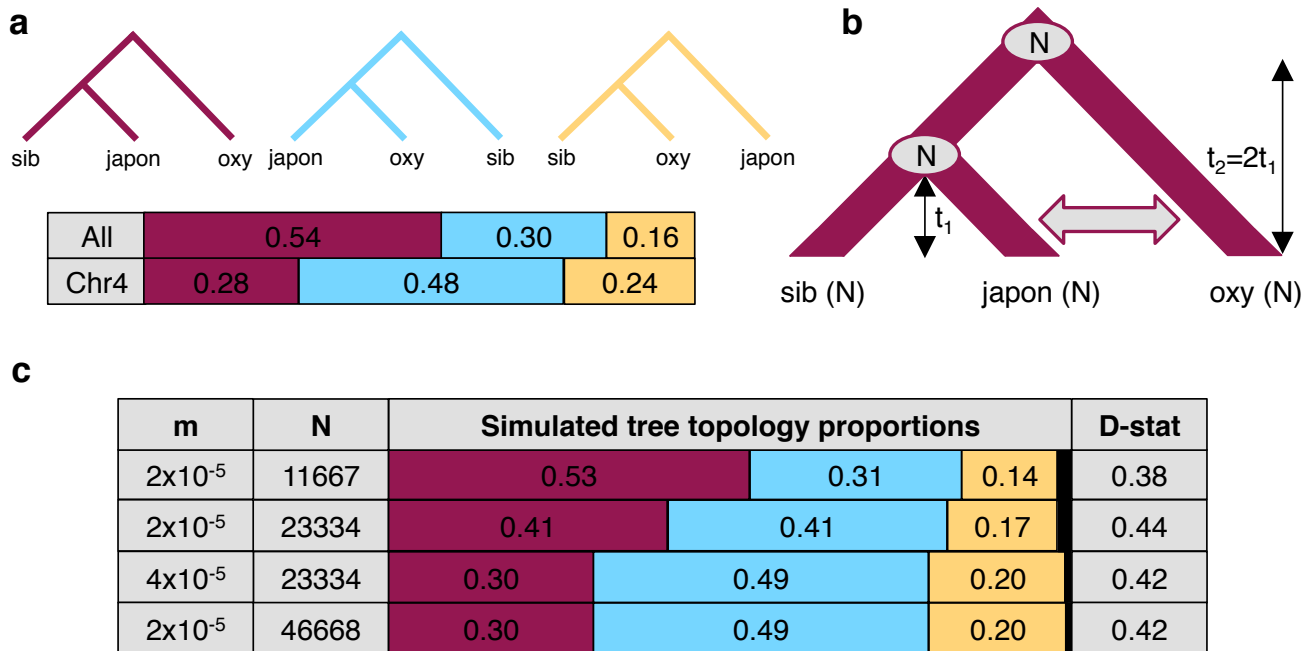 a
sib japon oxy japon oxy sib sib oxy japon
All 0.54 0.30 0.16
Chr4 0.28 0.48 0.24
b
N
N
t₂=2t₁
t₁
sib (N) japon (N) oxy (N)
c
m N Simulated tree topology proportions D-stat
2x10⁻⁵ 11667 0.53 0.31 0.14 0.38
2x10⁻⁵ 23334 0.41 0.41 0.17 0.44
4x10⁻⁵ 23334 0.30 0.49 0.20 0.42
2x10⁻⁵ 46668 0.30 0.49 0.20 0.42